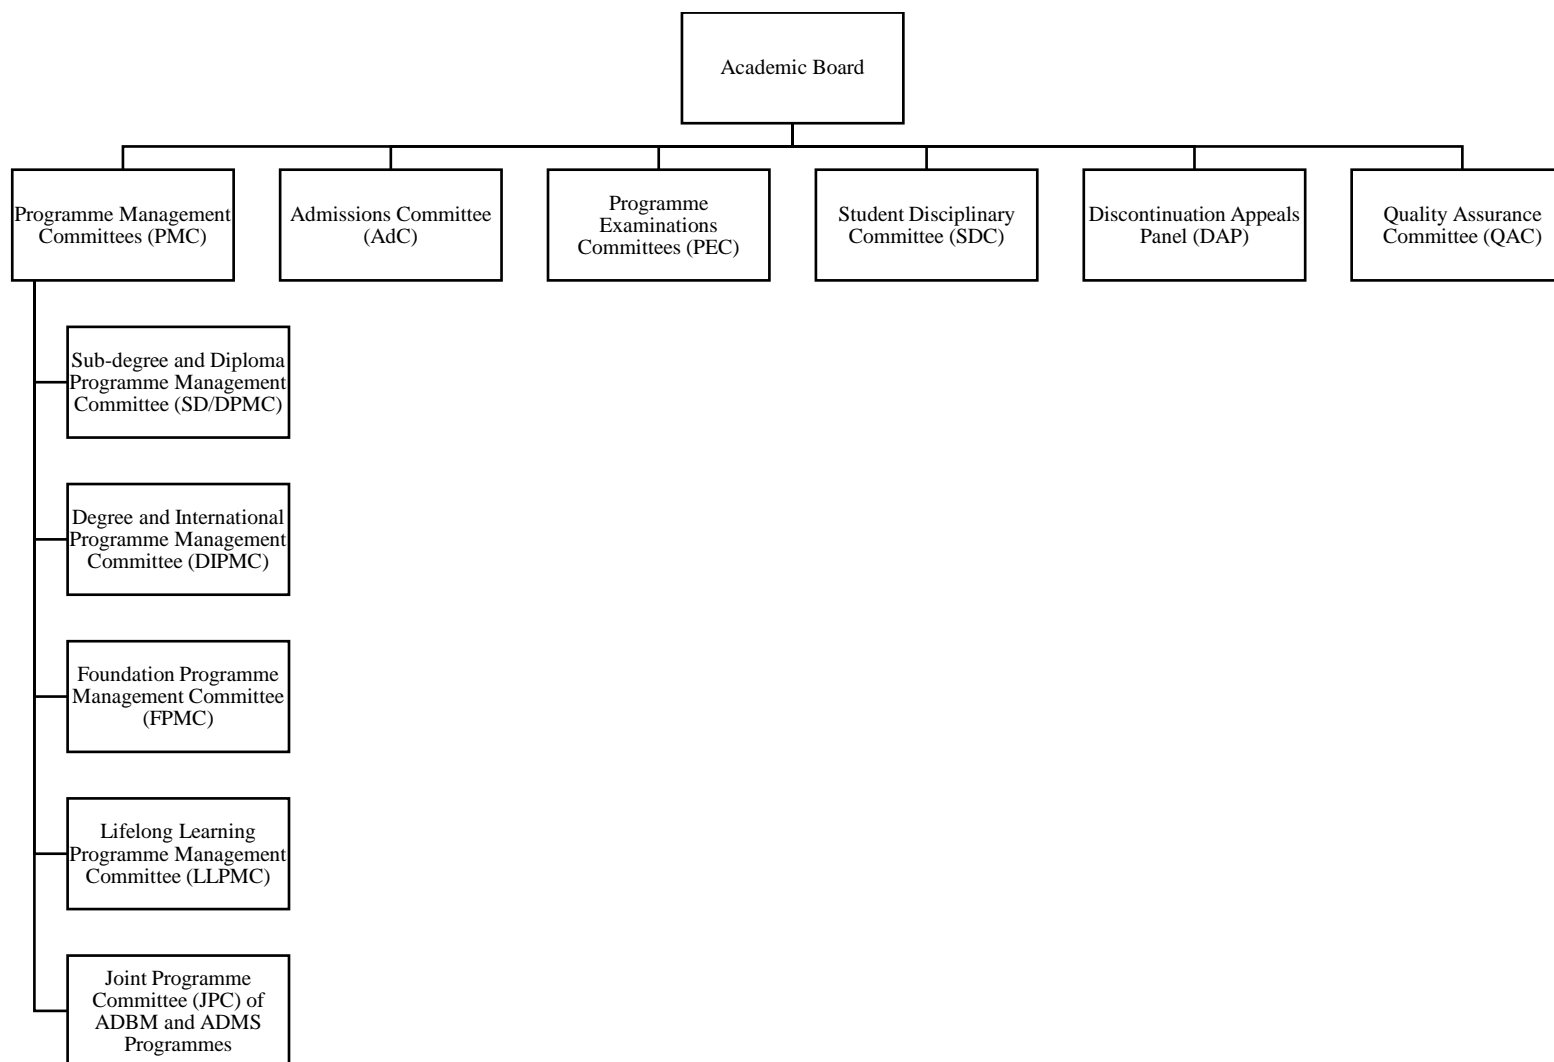 Academic Board
Programme Management
Committees (PMC)
Admissions Committee
(AdC)
Programme
Examinations
Committees (PEC)
Student Disciplinary
Committee (SDC)
Discontinuation Appeals
Panel (DAP)
Quality Assurance
Committee (QAC)
Sub-degree and Diploma
Programme Management
Committee (SD/DPMC)
Degree and International
Programme Management
Committee (DIPMC)
Foundation Programme
Management Committee
(FPMC)
Lifelong Learning
Programme Management
Committee (LLPMC)
Joint Programme
Committee (JPC) of
ADBM and ADMS
Programmes